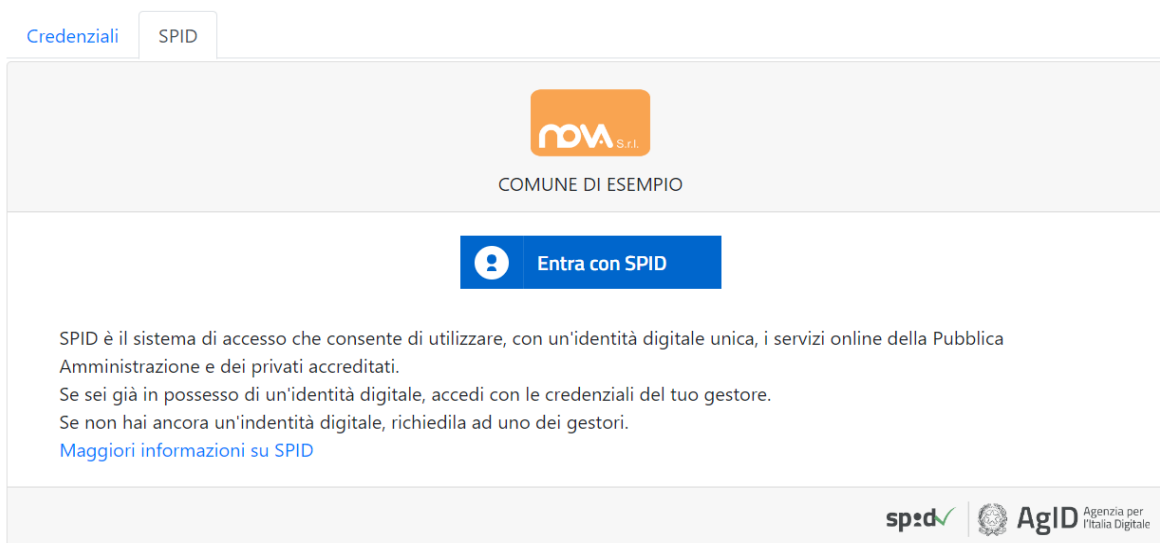 Credenziali SPID
nova S.r.l.
COMUNE DI ESEMPIO
Entra con SPID
SPID è il sistema di accesso che consente di utilizzare, con un'identità digitale unica, i servizi online della Pubblica
Amministrazione e dei privati accreditati.
Se sei già in possesso di un'identità digitale, accedi con le credenziali del tuo gestore.
Se non hai ancora un'indentità digitale, richiedila ad uno dei gestori.
Maggiori informazioni su SPID
spid AgID Agenzia per
l'Italia Digitale